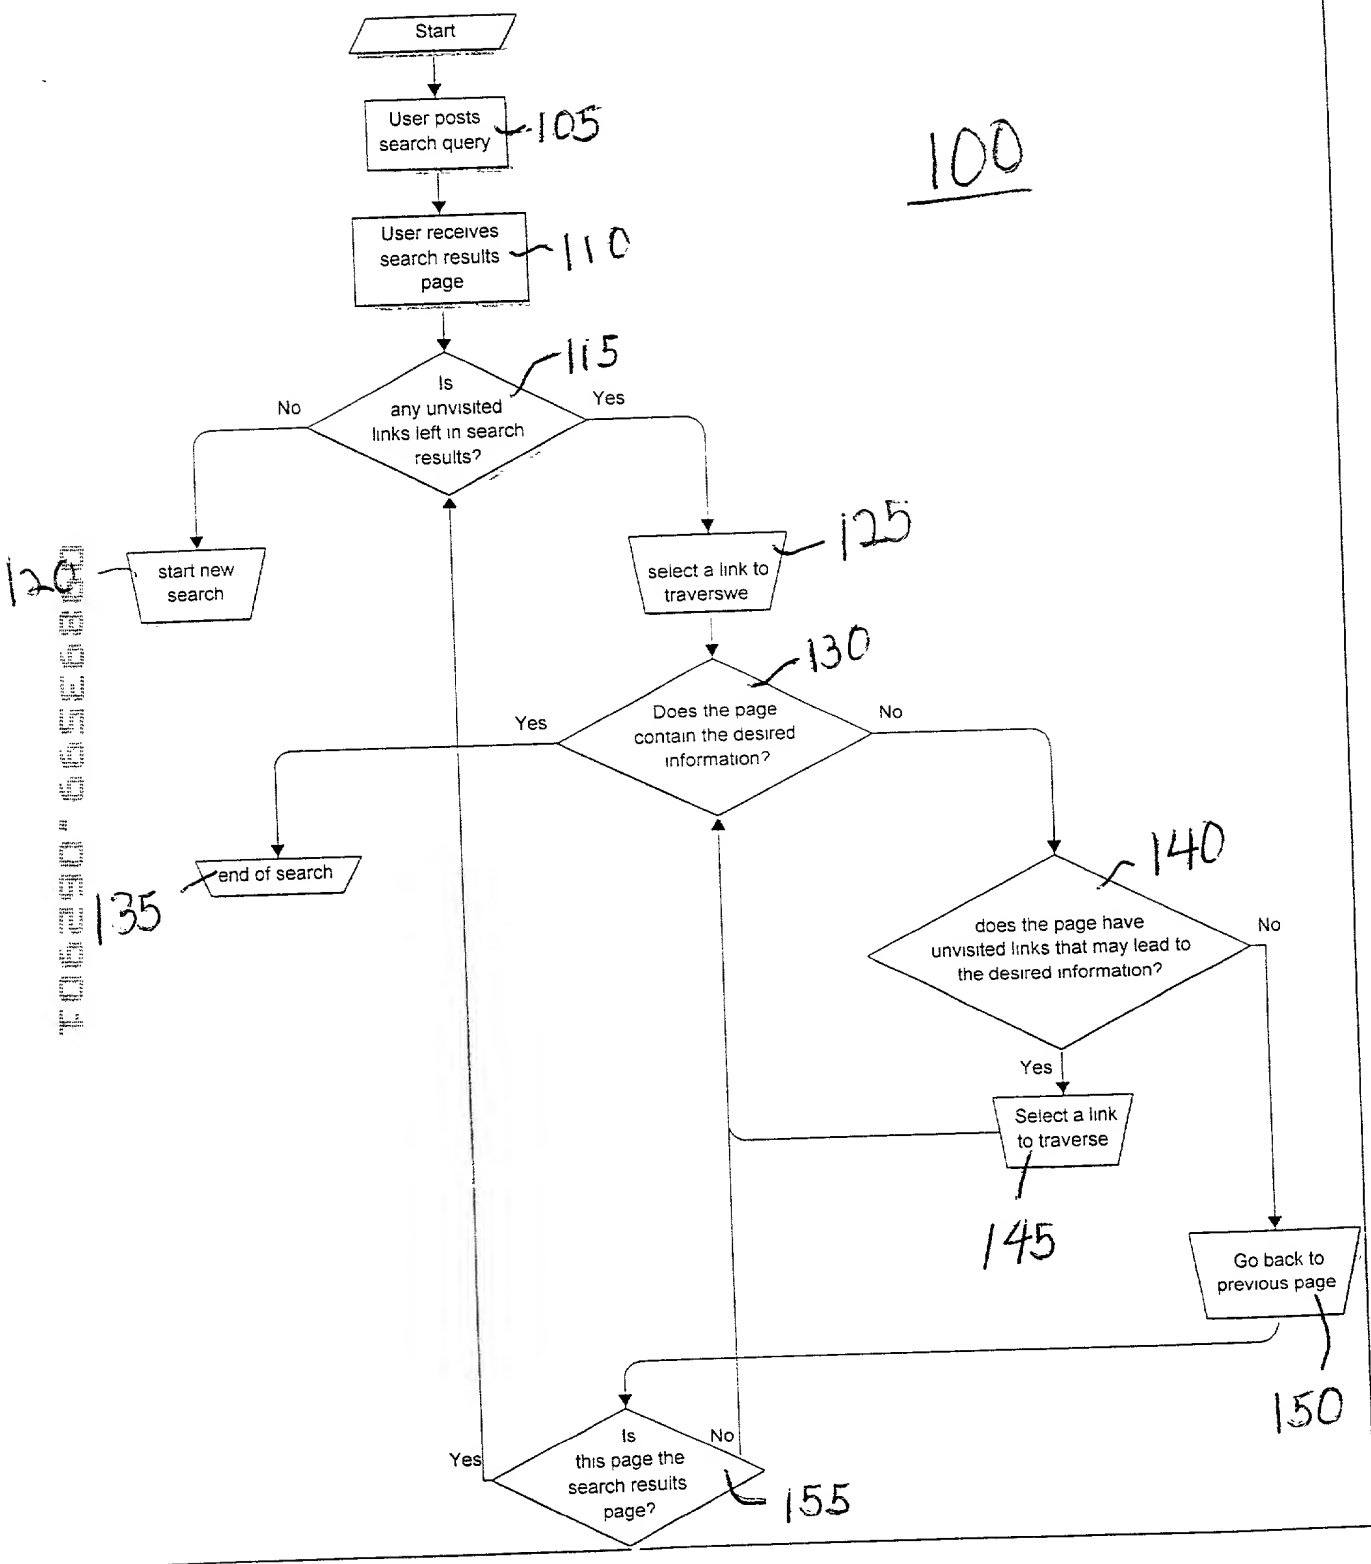 Start
User posts
search query
105
100
User receives
search results
page
110
115
Is
any unvisited
links left in search
results?
No
Yes
120
start new
search
125
select a link to
traverswe
130
Does the page
contain the desired
information?
Yes
No
135
end of search
140
does the page have
unvisited links that may lead to
the desired information?
No
Yes
Select a link
to traverse
145
Go back to
previous page
150
Is
this page the
search results
page?
Yes
No
155